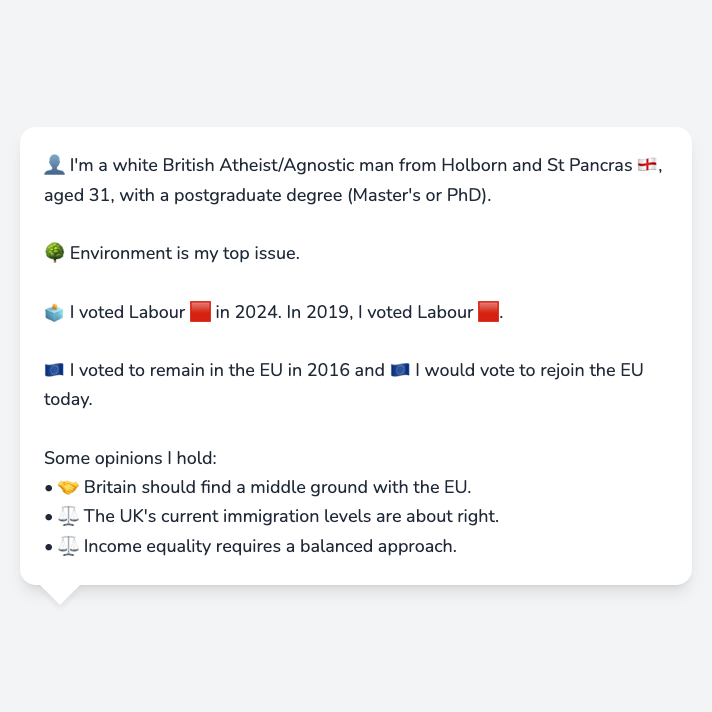 👤 I'm a white British Atheist/Agnostic man from Holborn and St Pancras 🏴󠁧󠁢󠁥󠁮󠁧󠁿,
aged 31, with a postgraduate degree (Master's or PhD).
🌳 Environment is my top issue.
🗳️ I voted Labour 🟥 in 2024. In 2019, I voted Labour 🟥.
🇪🇺 I voted to remain in the EU in 2016 and 🇪🇺 I would vote to rejoin the EU
today.
Some opinions I hold:
• 🤝 Britain should find a middle ground with the EU.
• ⚖️ The UK's current immigration levels are about right.
• ⚖️ Income equality requires a balanced approach.